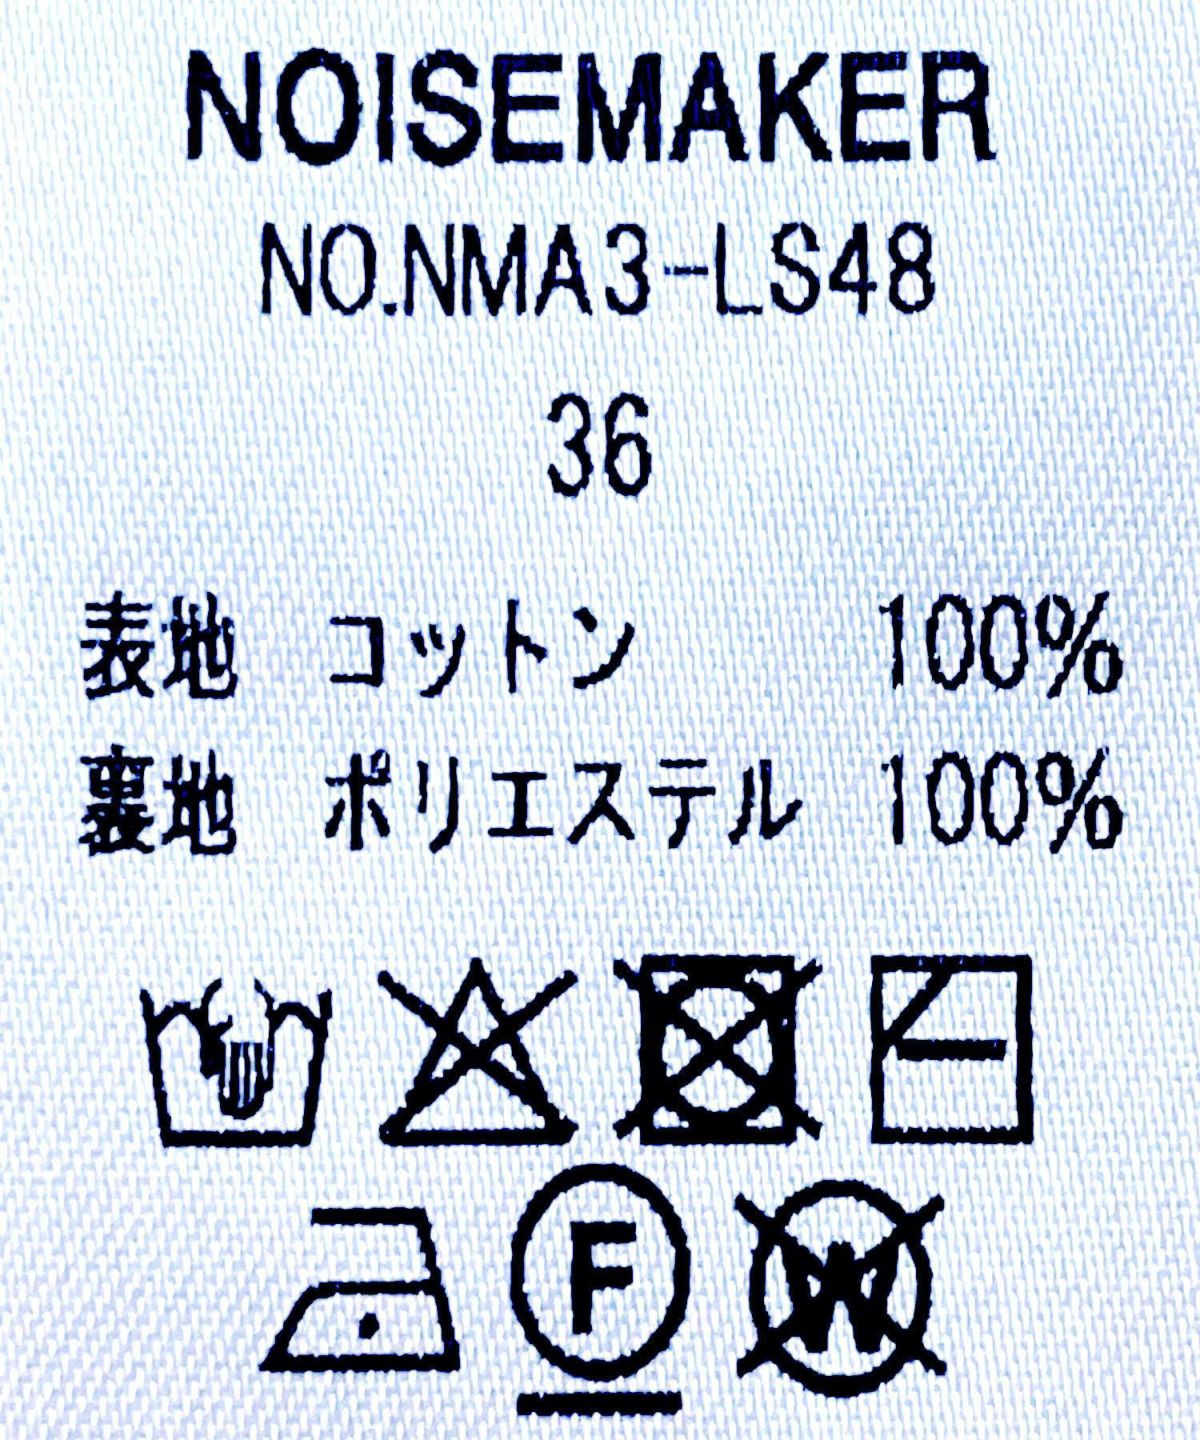 NOISEMAKER
NO.NMA3-LS48
36
表地 コットン 100%
裏地 ポリエステル 100%
F
W